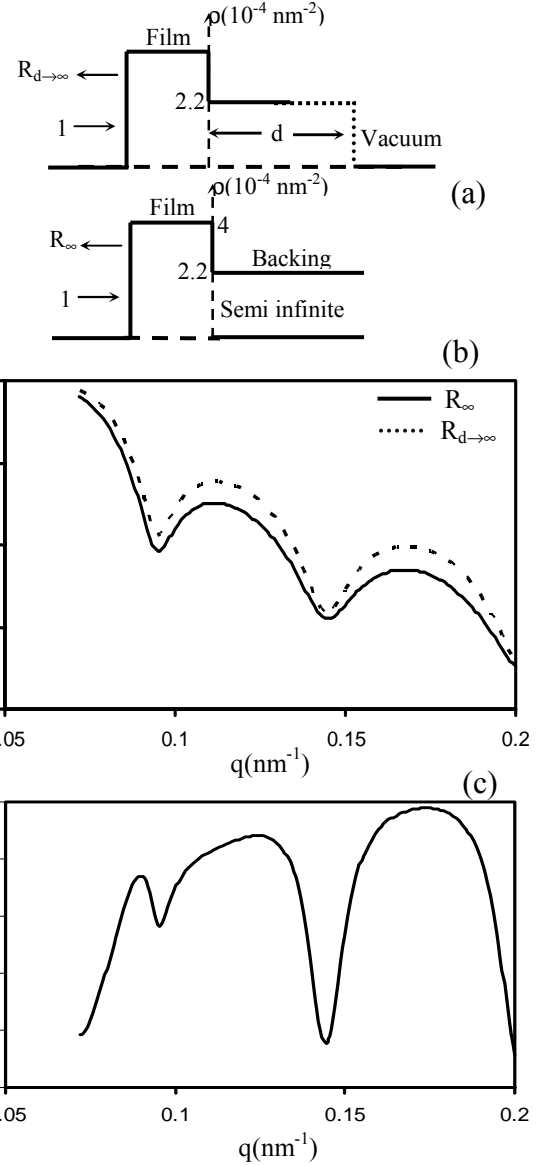 ρ(10⁻⁴ nm⁻²)
Film
R_d→∞
2.2
1
d
Vacuum
(a)
ρ(10⁻⁴ nm⁻²)
Film
4
R_∞
Backing
2.2
1
Semi infinite
(b)
R_∞
R_d→∞
.05 0.1 0.15 0.2
q(nm⁻¹)
(c)
.05 0.1 0.15 0.2
q(nm⁻¹)